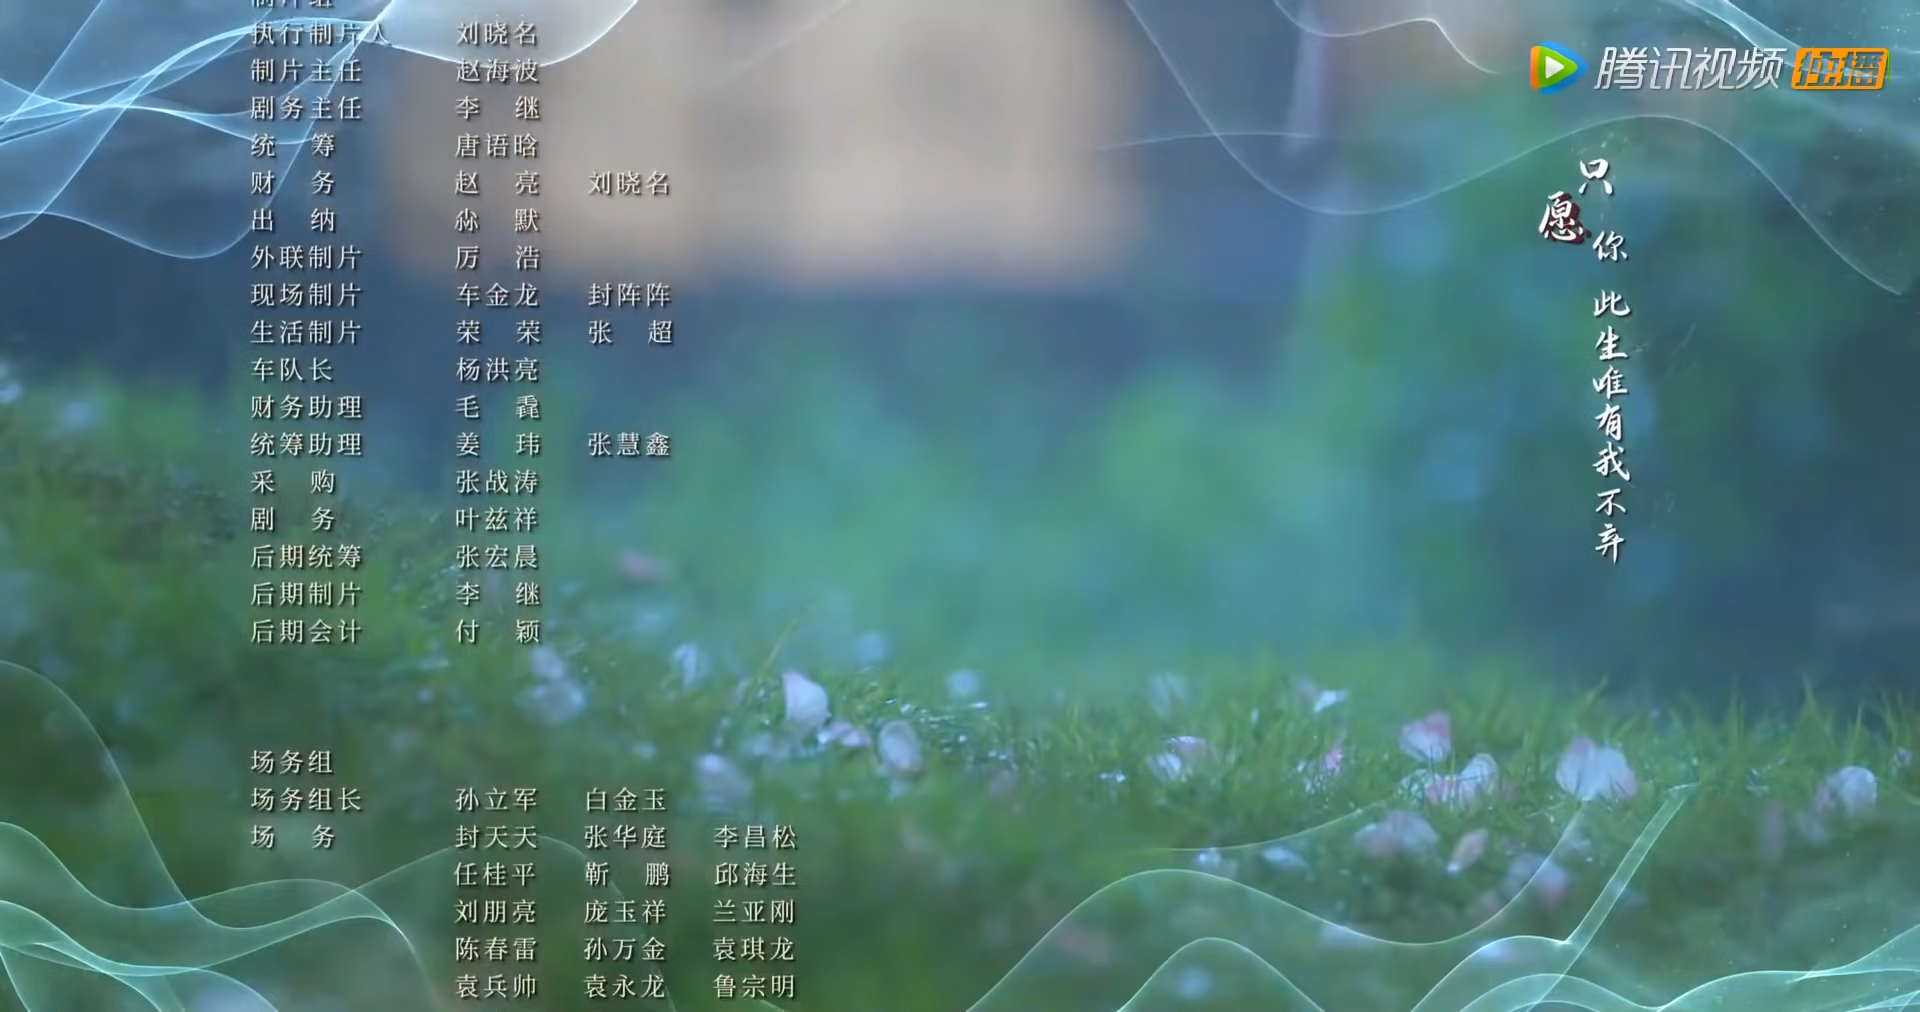 制片组
执行制片人 刘晓名
制片主任 赵海波
剧务主任 李 继
统 筹 唐语晗
财 务 赵 亮 刘晓名
出 纳 尛 默
外联制片 厉 浩
现场制片 车金龙 封阵阵
生活制片 荣 荣 张 超
车队长 杨洪亮
财务助理 毛 毳
统筹助理 姜 玮 张慧鑫
采 购 张战涛
剧 务 叶兹祥
后期统筹 张宏晨
后期制片 李 继
后期会计 付 颖
场务组
场务组长 孙立军 白金玉
场 务 封天天 张华庭 李昌松
任桂平 靳 鹏 邱海生
刘朋亮 庞玉祥 兰亚刚
陈春雷 孙万金 袁琪龙
袁兵帅 袁永龙 鲁宗明
腾讯视频 独播
只愿你 此生唯有我不弃